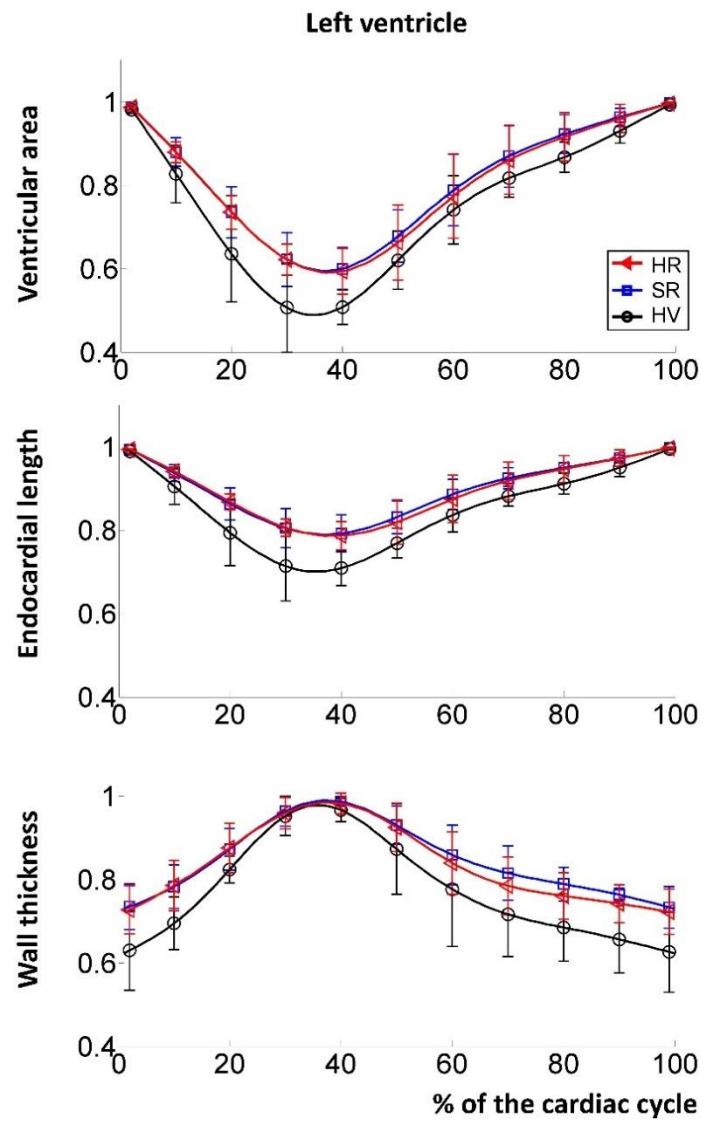 Left ventricle
Ventricular area
1
0.8
0.6
0.4
0 20 40 60 80 100
HR
SR
HV
Endocardial length
1
0.8
0.6
0.4
0 20 40 60 80 100
Wall thickness
1
0.8
0.6
0.4
0 20 40 60 80 100
% of the cardiac cycle